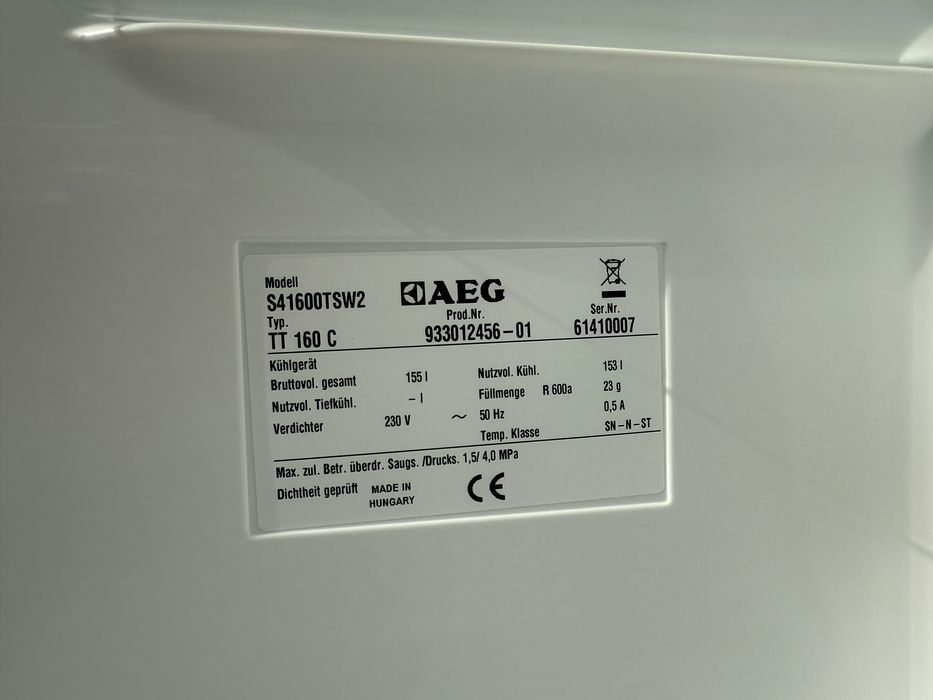 Modell
S41600TSW2
AEG
Typ.
Prod.Nr.
Ser.Nr.
TT 160 C
933012456-01
61410007
Kühlgerät
Bruttovol. gesamt 155 l
Nutzvol. Kühl. 153 l
Nutzvol. Tiefkühl. - l
Füllmenge R 600a 23 g
Verdichter 230 V ~ 50 Hz 0,5 A
Temp. Klasse SN-N-ST
Max. zul. Betr. überdr. Saugs. /Drucks. 1,5/ 4,0 MPa
Dichtheit geprüft
MADE IN
HUNGARY
CE